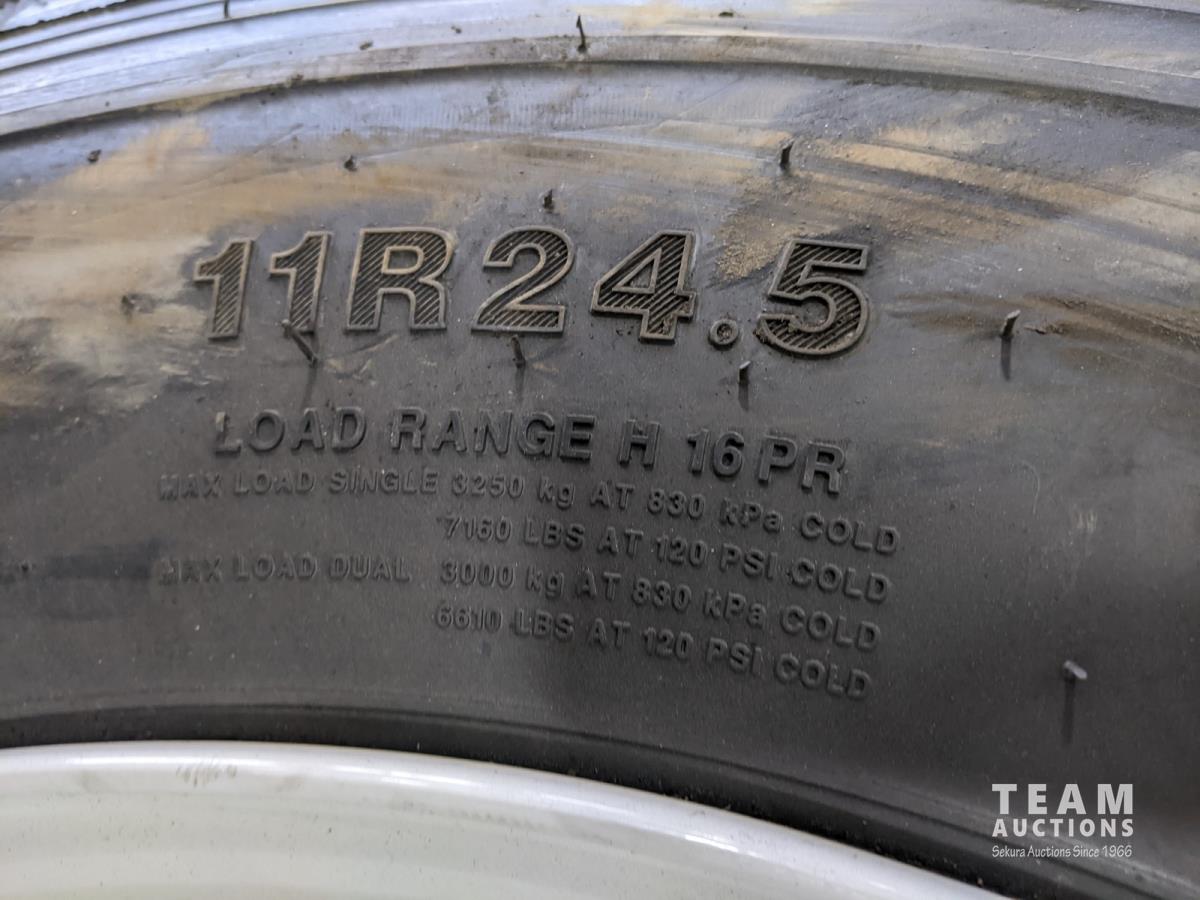 11R24.5
LOAD RANGE H 16PR
MAX LOAD SINGLE 3250 kg AT 830 kPa COLD
7160 LBS AT 120 PSI COLD
MAX LOAD DUAL 3000 kg AT 830 kPa COLD
6610 LBS AT 120 PSI COLD
TEAM
AUCTIONS
Sekura Auctions Since 1966